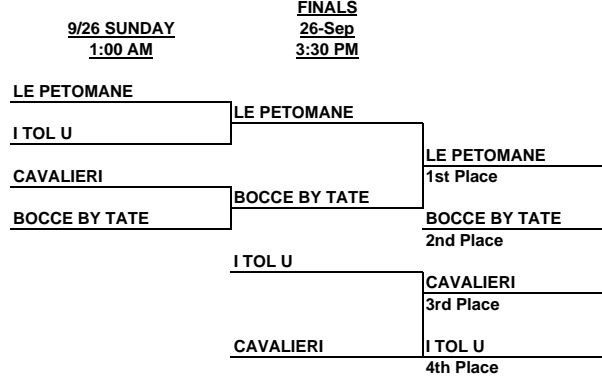 FINALS
9/26 SUNDAY
26-Sep
1:00 AM
3:30 PM
LE PETOMANE
LE PETOMANE
I TOL U
LE PETOMANE
CAVALIERI
1st Place
BOCCE BY TATE
BOCCE BY TATE
BOCCE BY TATE
2nd Place
I TOL U
CAVALIERI
3rd Place
CAVALIERI
I TOL U
4th Place